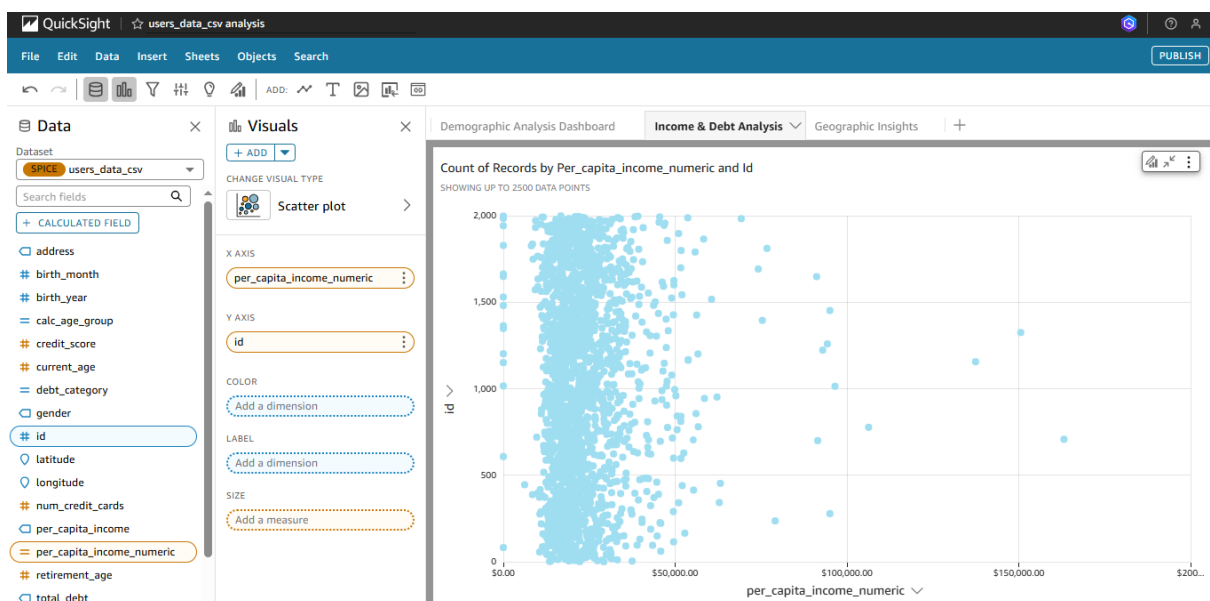 QuickSight
users_data_csv analysis
File Edit Data Insert Sheets Objects Search
PUBLISH
ADD:
Data
Dataset
SPICE users_data_csv
Search fields
+ CALCULATED FIELD
address
birth_month
birth_year
calc_age_group
credit_score
current_age
debt_category
gender
id
latitude
longitude
num_credit_cards
per_capita_income
per_capita_income_numeric
retirement_age
total_debt
Visuals
+ ADD
CHANGE VISUAL TYPE
Scatter plot
X AXIS
per_capita_income_numeric
Y AXIS
id
COLOR
Add a dimension
LABEL
Add a dimension
SIZE
Add a measure
Demographic Analysis Dashboard
Income & Debt Analysis
Geographic Insights
Count of Records by Per_capita_income_numeric and Id
SHOWING UP TO 2500 DATA POINTS
2,000
1,500
1,000
500
0
id
$0.00 $50,000.00 $100,000.00 $150,000.00 $200...
per_capita_income_numeric